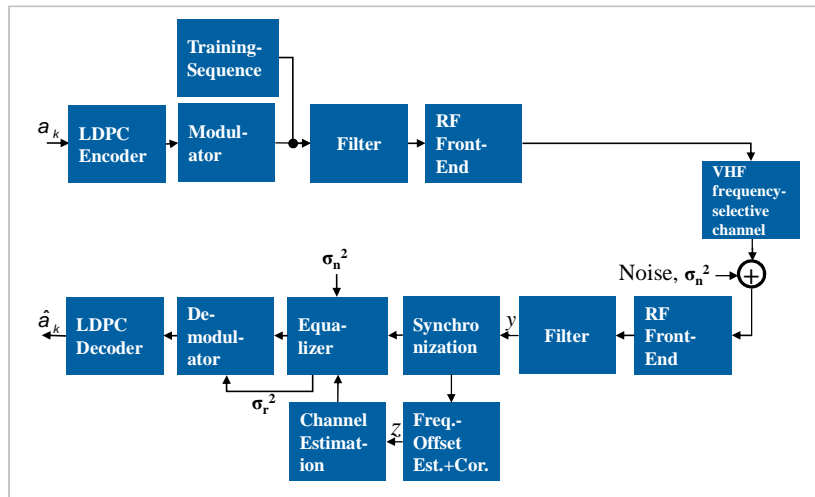 Training-
Sequence
a k
LDPC
Encoder
Modul-
ator
Filter
RF
Front-
End
VHF
frequency-
selective
channel
Noise, σn²
+
σn²
â k
LDPC
Decoder
De-
modul-
ator
Equa-
lizer
Synchro
nization
y
Filter
RF
Front-
End
σr²
Channel
Estimat-
ion
z
Freq.-
Offset
Est.+Cor.